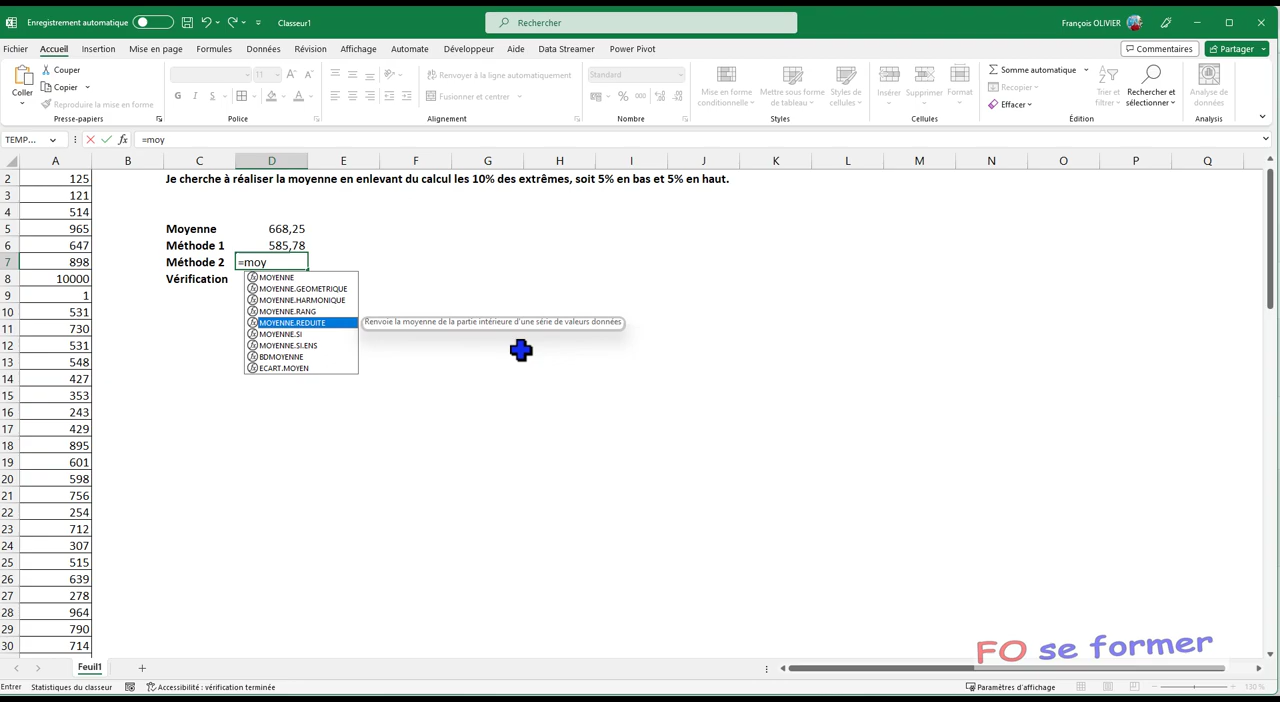 Enregistrement automatique
Classeur1
Rechercher
François OLIVIER
Fichier Accueil Insertion Mise en page Formules Données Révision Affichage Automate Développeur Aide Data Streamer Power Pivot
Commentaires Partager
Coller
Couper
Copier
Reproduire la mise en forme
Presse-papiers
11
G I S
Police
Renvoyer à la ligne automatiquement
Fusionner et centrer
Alignement
Standard
Nombre
Mise en forme conditionnelle
Mettre sous forme de tableau
Styles de cellules
Styles
Insérer Supprimer Format
Cellules
Somme automatique
Recopier
Effacer
Trier et filtrer
Rechercher et sélectionner
Édition
Analyse de données
Analysis
TEMP...
=moy
A B C D E F G H I J K L M N O P Q
2 125 Je cherche à réaliser la moyenne en enlevant du calcul les 10% des extrêmes, soit 5% en bas et 5% en haut.
3 121
4 514
5 965 Moyenne 668,25
6 647 Méthode 1 585,78
7 898 Méthode 2 =moy
8 10000 Vérification
9 1
10 531
11 730
12 531
13 548
14 427
15 353
16 243
17 429
18 895
19 601
20 598
21 756
22 254
23 712
24 307
25 515
26 639
27 278
28 964
29 790
30 714
MOYENNE
MOYENNE.GEOMETRIQUE
MOYENNE.HARMONIQUE
MOYENNE.RANG
MOYENNE.REDUITE Renvoie la moyenne de la partie intérieure d'une série de valeurs données
MOYENNE.SI
MOYENNE.SI.ENS
BDMOYENNE
ECART.MOYEN
FO se former
Feuil1
Entrer Statistiques du classeur Accessibilité : vérification terminée Paramètres d'affichage 130 %